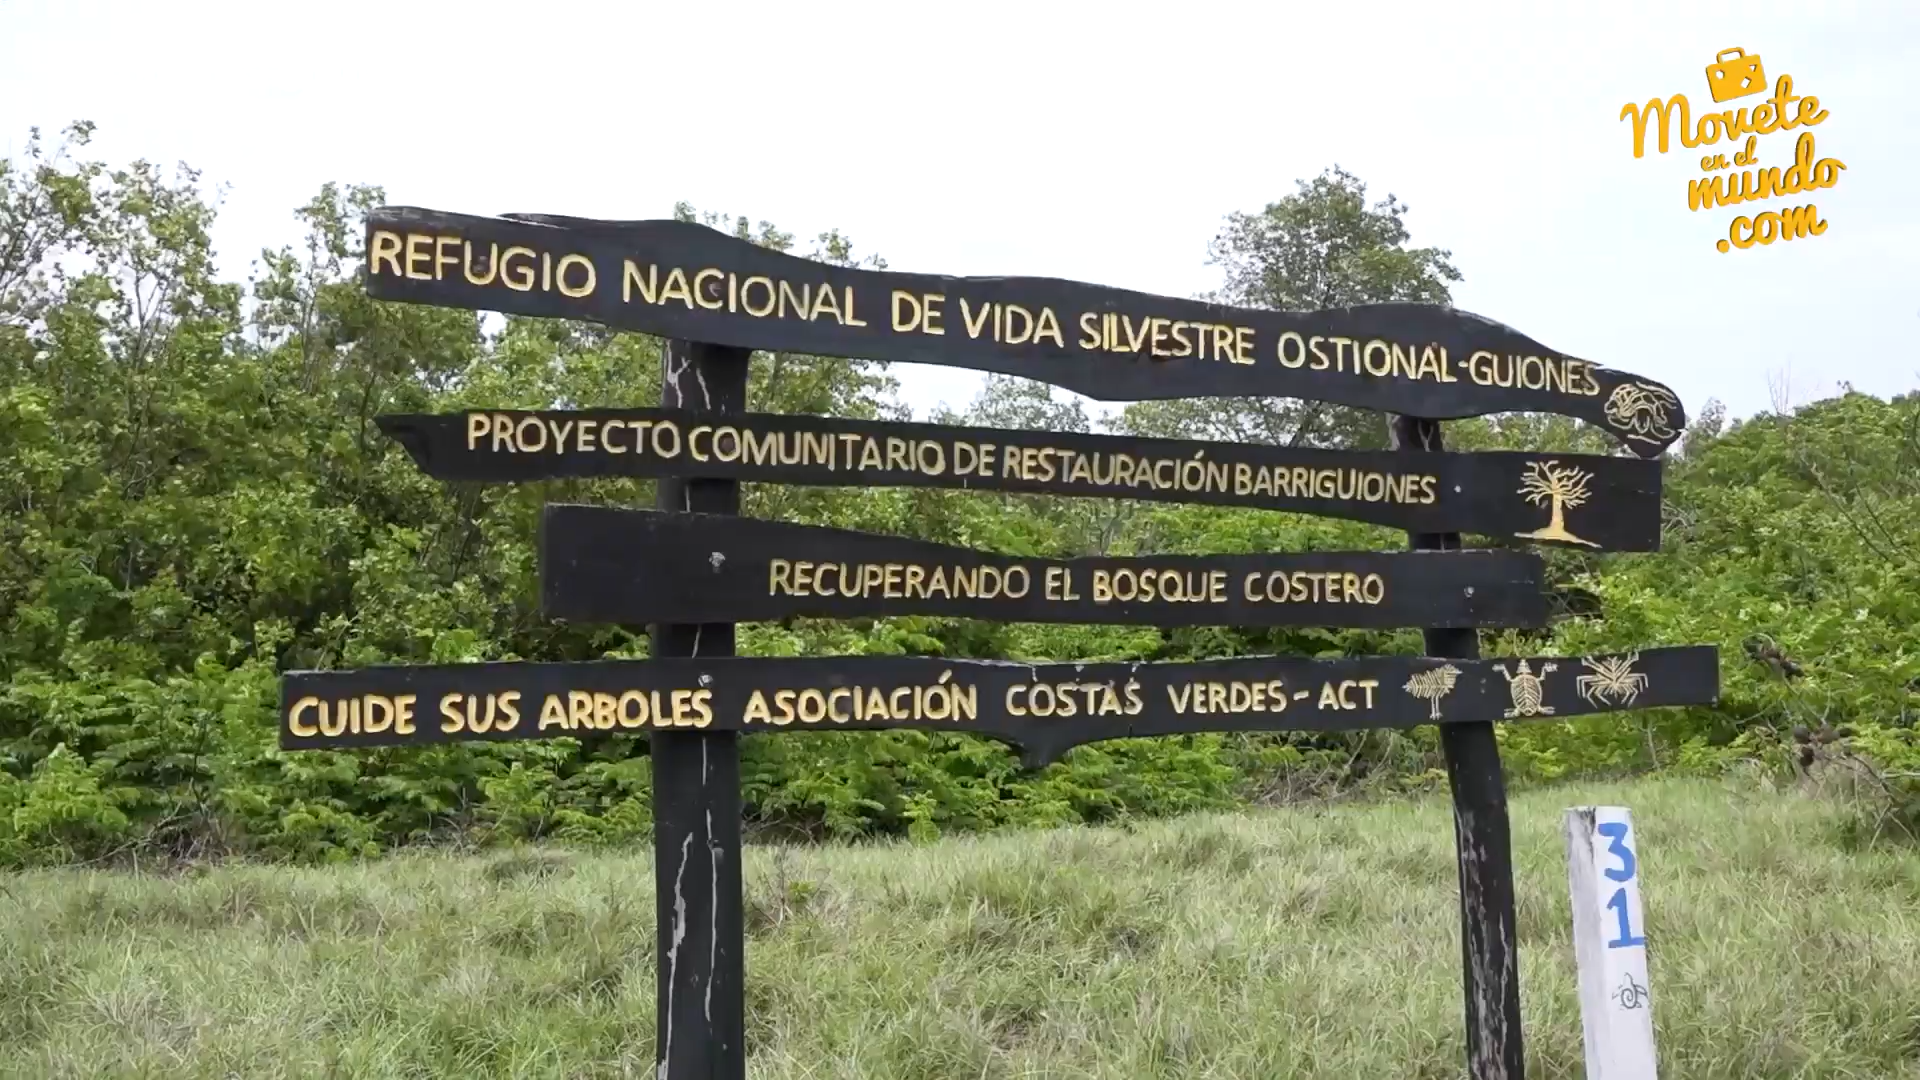 Movete
en el
mundo
.com
REFUGIO NACIONAL DE VIDA SILVESTRE OSTIONAL-GUIONES
PROYECTO COMUNITARIO DE RESTAURACIÓN BARRIGUIONES
RECUPERANDO EL BOSQUE COSTERO
CUIDE SUS ARBOLES ASOCIACIÓN COSTAS VERDES-ACT
31